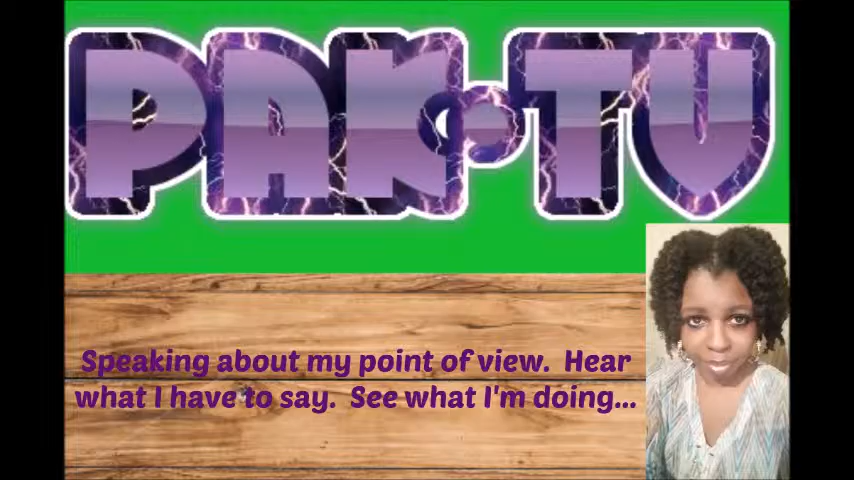 PAK•TV
Speaking about my point of view.  Hear
what I have to say.  See what I'm doing...